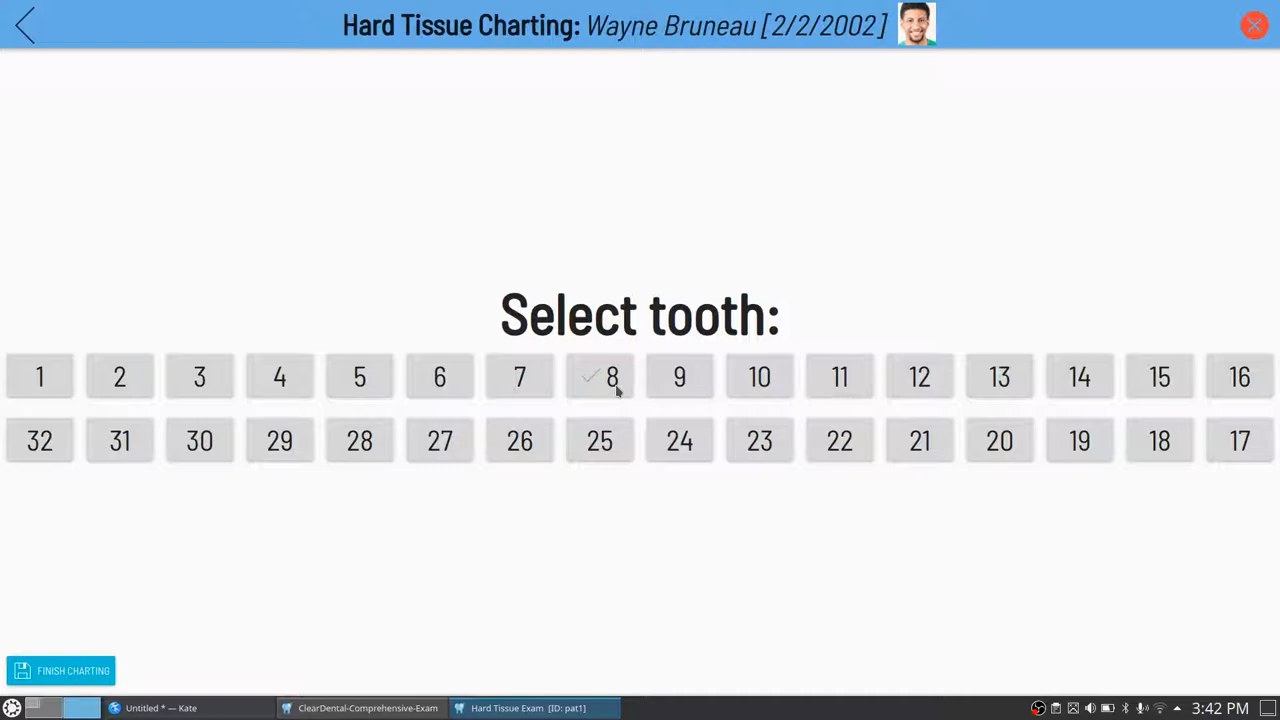 Hard Tissue Charting: Wayne Bruneau [2/2/2002]
Select tooth:
1 2 3 4 5 6 7 8 9 10 11 12 13 14 15 16
32 31 30 29 28 27 26 25 24 23 22 21 20 19 18 17
FINISH CHARTING
Untitled * — Kate ClearDental-Comprehensive-Exam Hard Tissue Exam [ID: pat1] 3:42 PM